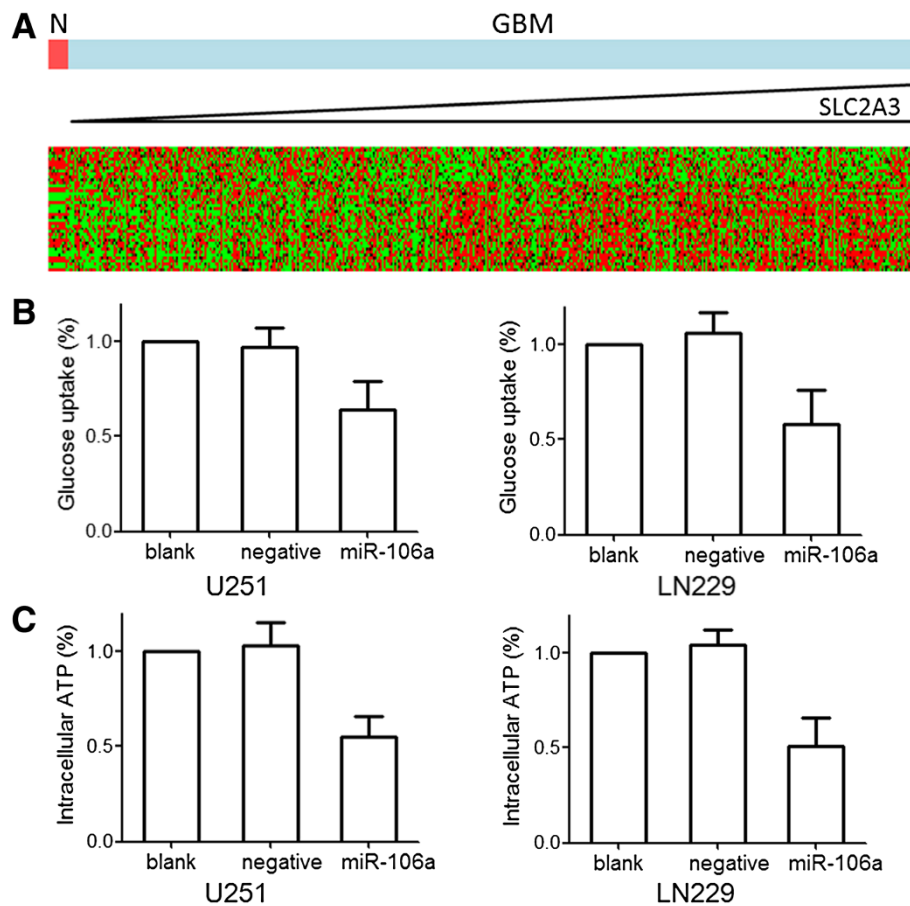 A N GBM
SLC2A3
B
Glucose uptake (%)
1.0
0.5
0.0
blank negative miR-106a
U251
Glucose uptake (%)
1.0
0.5
0.0
blank negative miR-106a
LN229
C
Intracellular ATP (%)
1.0
0.5
0.0
blank negative miR-106a
U251
Intracellular ATP (%)
1.0
0.5
0.0
blank negative miR-106a
LN229